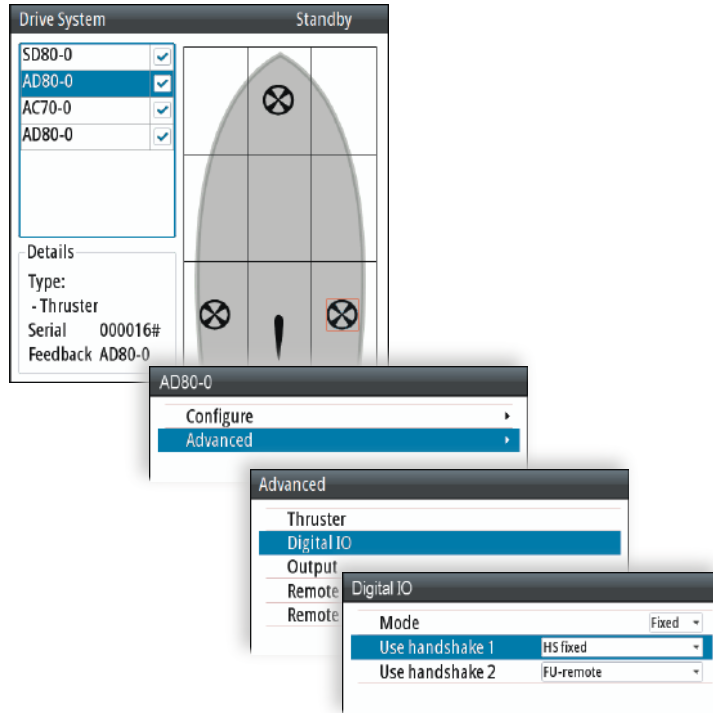 Drive System Standby
SD80-0
AD80-0
AC70-0
AD80-0
Details
Type:
- Thruster
Serial 000016#
Feedback AD80-0
AD80-0
Configure
Advanced
Advanced
Thruster
Digital IO
Output
Remote
Remote
Digital IO
Mode Fixed
Use handshake 1 HS fixed
Use handshake 2 FU-remote